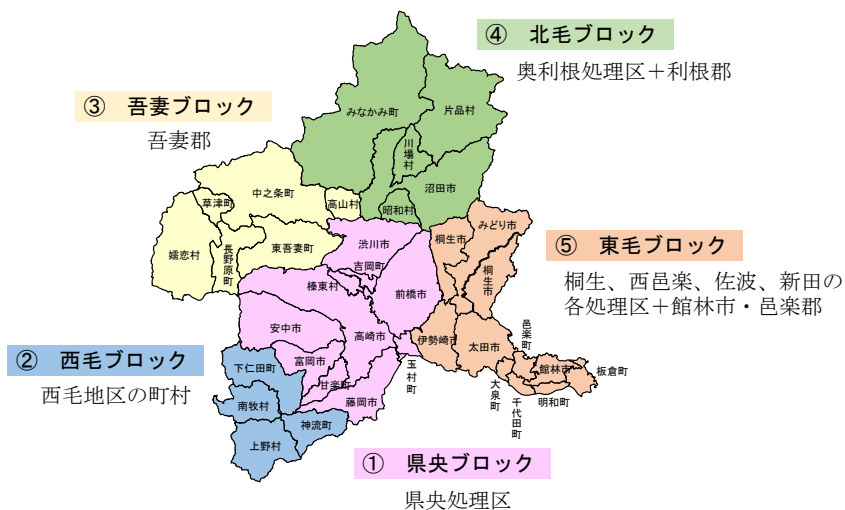 ④ 北毛ブロック
奥利根処理区＋利根郡
③ 吾妻ブロック
吾妻郡
みなかみ町
片品村
川場村
沼田市
昭和村
中之条町
草津町
高山村
嬬恋村
長野原町
東吾妻町
渋川市
吉岡町
榛東村
前橋市
桐生市
みどり市
桐生市
⑤ 東毛ブロック
桐生、西邑楽、佐波、新田の
各処理区＋館林市・邑楽郡
安中市
高崎市
伊勢崎市
太田市
邑楽町
館林市
板倉町
② 西毛ブロック
西毛地区の町村
下仁田町
富岡市
甘楽町
玉村町
大泉町
千代田町
明和町
南牧村
藤岡市
神流町
上野村
① 県央ブロック
県央処理区